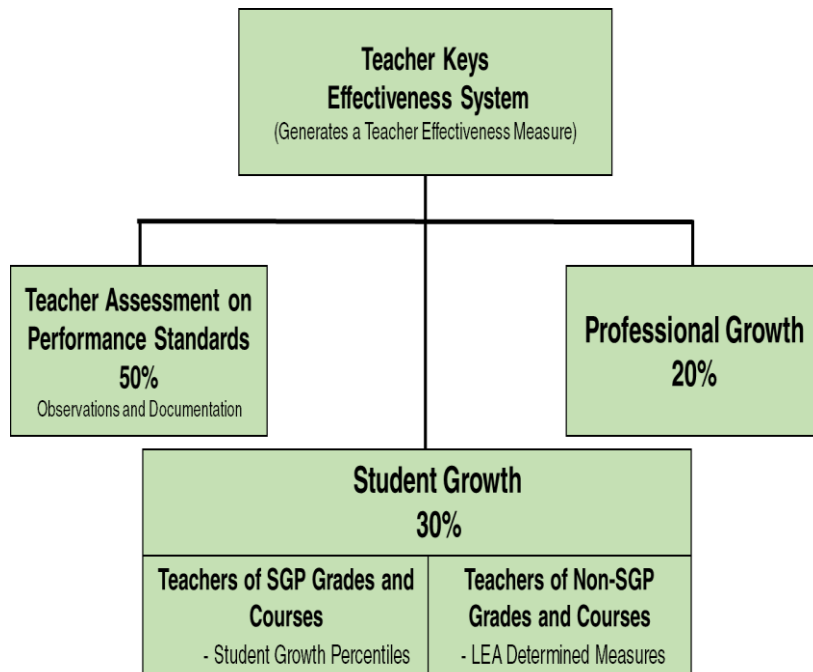 Teacher Keys
Effectiveness System
(Generates a Teacher Effectiveness Measure)
Teacher Assessment on
Performance Standards
50%
Observations and Documentation
Professional Growth
20%
Student Growth
30%
Teachers of SGP Grades and
Courses
- Student Growth Percentiles
Teachers of Non-SGP
Grades and Courses
- LEA Determined Measures